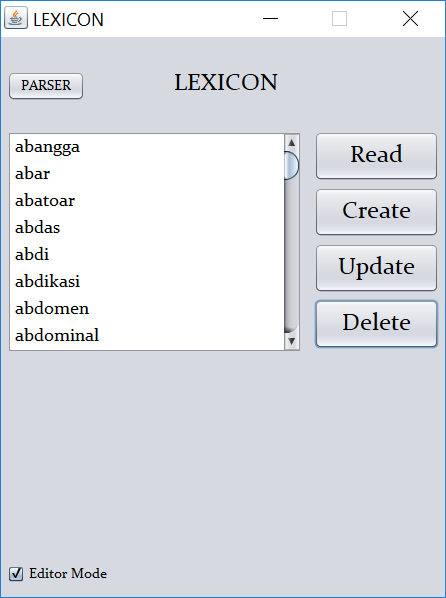 LEXICON
PARSER
LEXICON
abangga
abar
abatoar
abdas
abdi
abdikasi
abdomen
abdominal
Read
Create
Update
Delete
Editor Mode